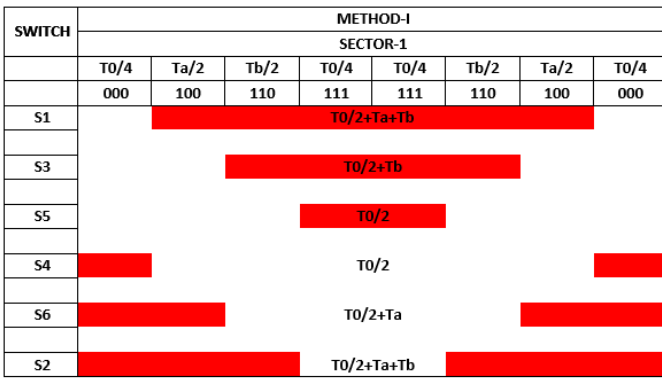 SWITCH METHOD-I
SECTOR-1
T0/4 Ta/2 Tb/2 T0/4 T0/4 Tb/2 Ta/2 T0/4
000 100 110 111 111 110 100 000
S1 T0/2+Ta+Tb
S3 T0/2+Tb
S5 T0/2
S4 T0/2
S6 T0/2+Ta
S2 T0/2+Ta+Tb